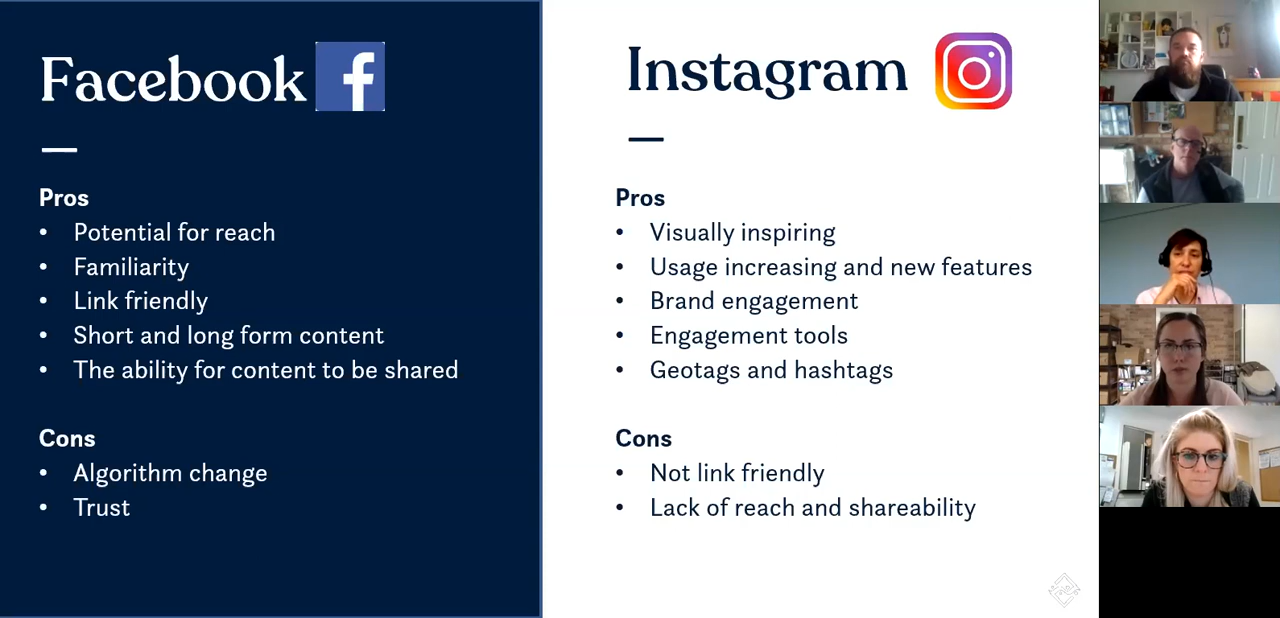 Facebook
Pros
• Potential for reach
• Familiarity
• Link friendly
• Short and long form content
• The ability for content to be shared
Cons
• Algorithm change
• Trust
Instagram
Pros
• Visually inspiring
• Usage increasing and new features
• Brand engagement
• Engagement tools
• Geotags and hashtags
Cons
• Not link friendly
• Lack of reach and shareability